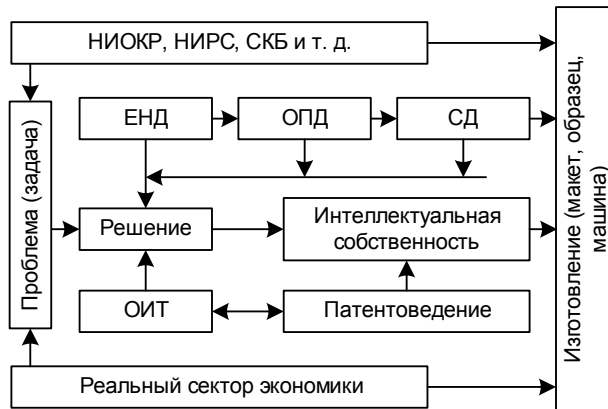 НИОКР, НИРС, СКБ и т. д.
Проблема (задача)
ЕНД
ОПД
СД
Решение
Интеллектуальная
собственность
ОИТ
Патентоведение
Реальный сектор экономики
Изготовление (макет, образец,
машина)